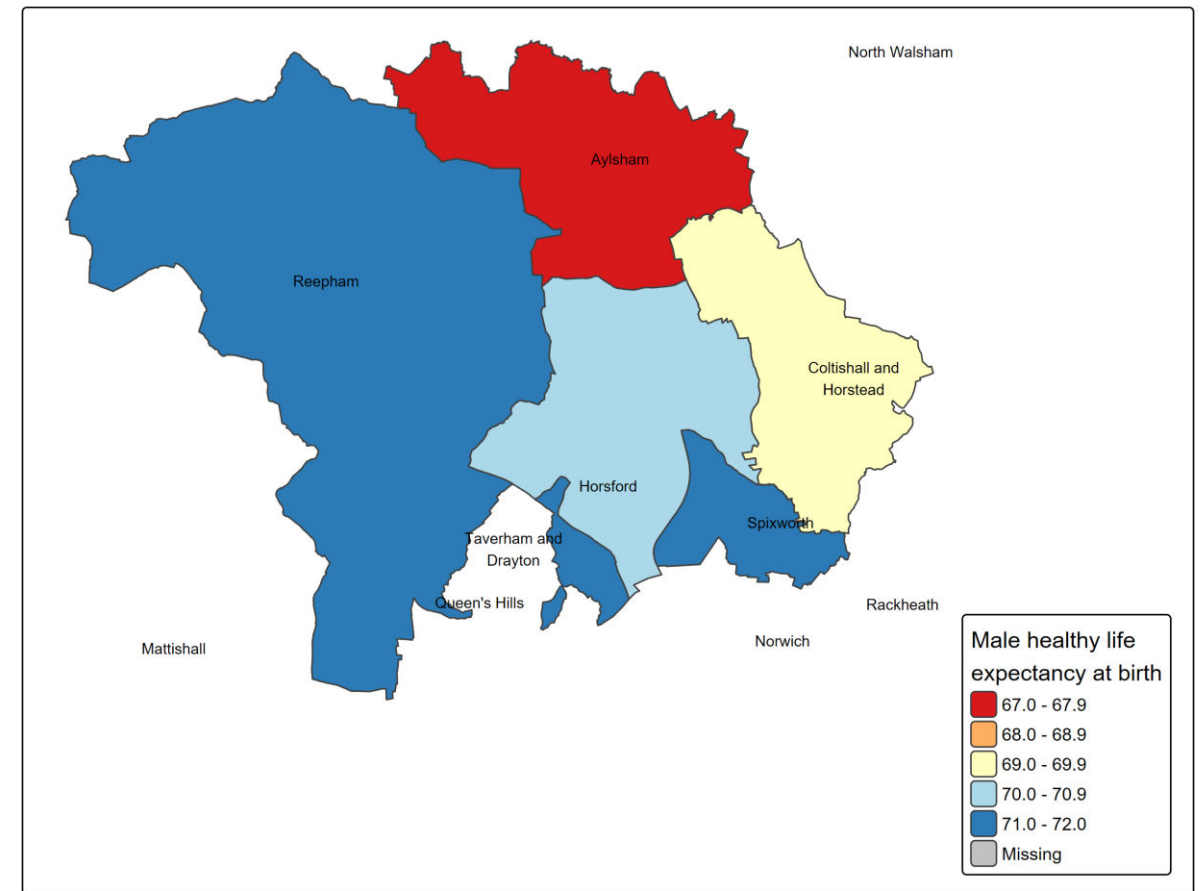 North Walsham
Aylsham
Reepham
Coltishall and
Horstead
Horsford
Spixworth
Taverham and
Drayton
Queen's Hills
Rackheath
Mattishall
Norwich
Male healthy life
expectancy at birth
67.0 - 67.9
68.0 - 68.9
69.0 - 69.9
70.0 - 70.9
71.0 - 72.0
Missing